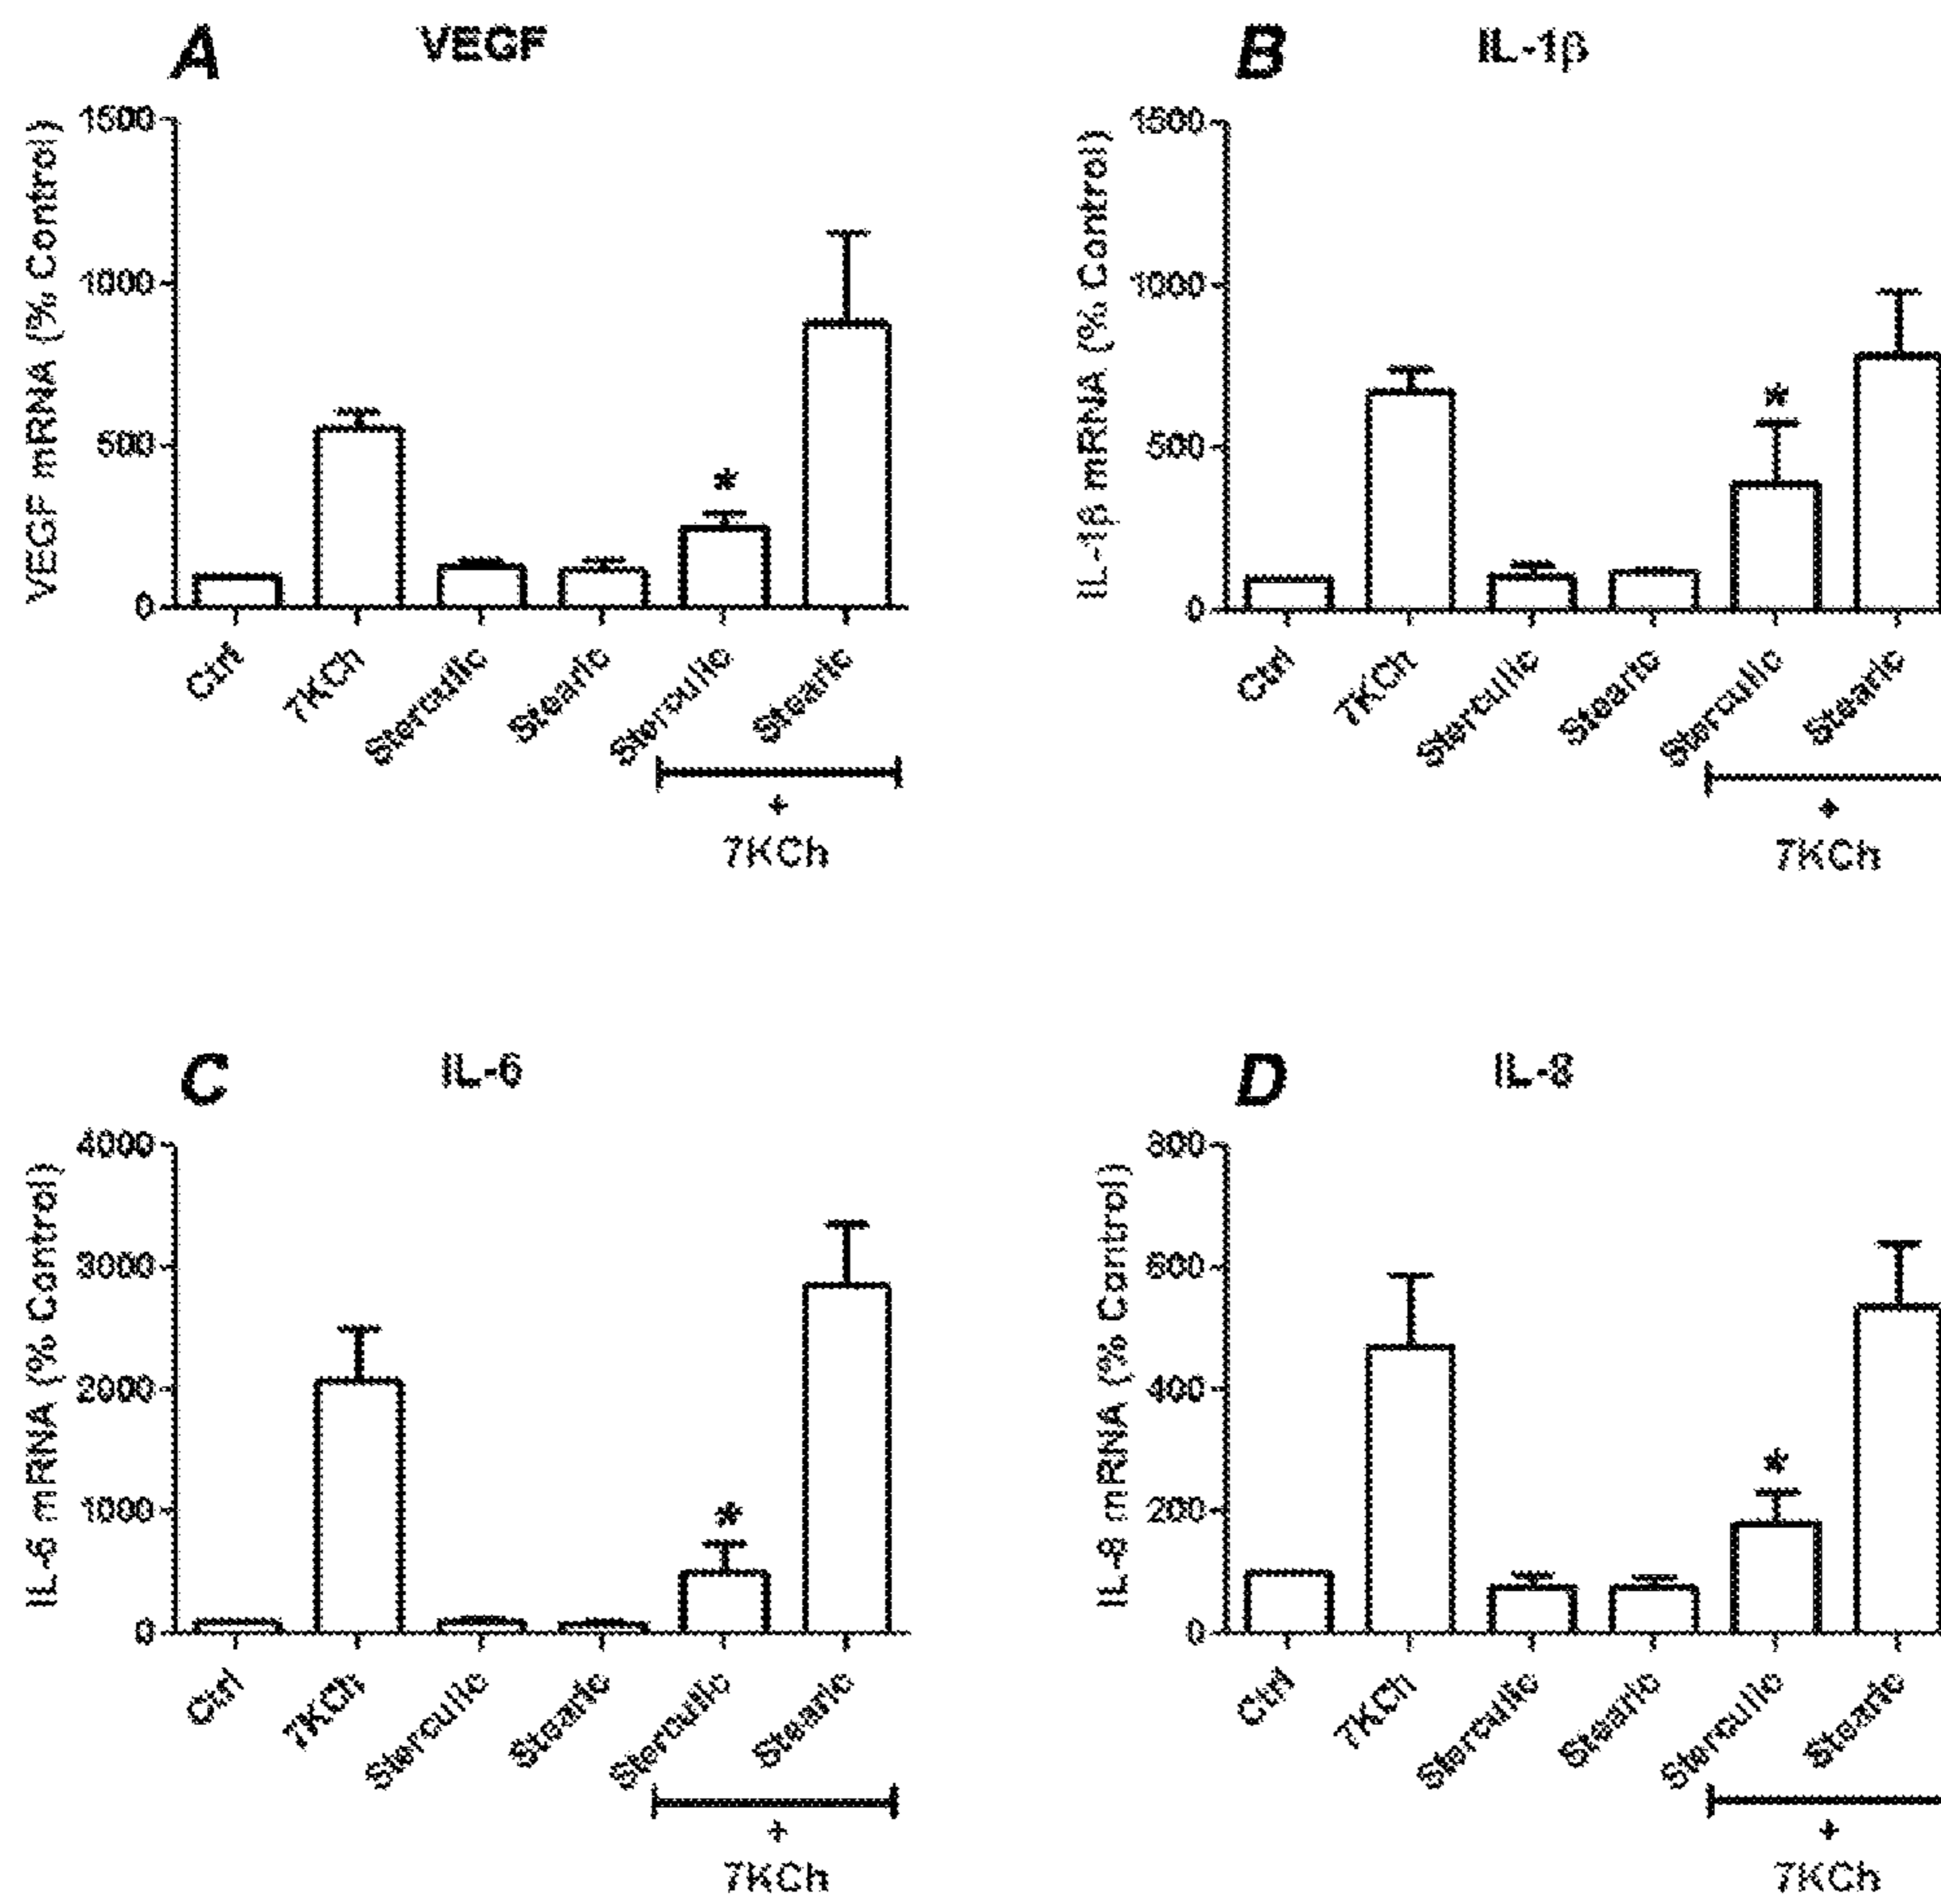 A VEGF
VEGF mRNA (% Control)
1500
1000
500
0
Ctrl
7KCh
Sterculic
Stearic
Sterculic
Stearic
+
7KCh
B IL-1β
IL-1β mRNA (% Control)
1500
1000
500
0
Ctrl
7KCh
Sterculic
Stearic
*
Sterculic
Stearic
+
7KCh
C IL-6
IL-6 mRNA (% Control)
4000
3000
2000
1000
0
Ctrl
7KCh
Sterculic
Stearic
*
Sterculic
Stearic
+
7KCh
D IL-8
IL-8 mRNA (% Control)
800
600
400
200
0
Ctrl
7KCh
Sterculic
Stearic
*
Sterculic
Stearic
+
7KCh